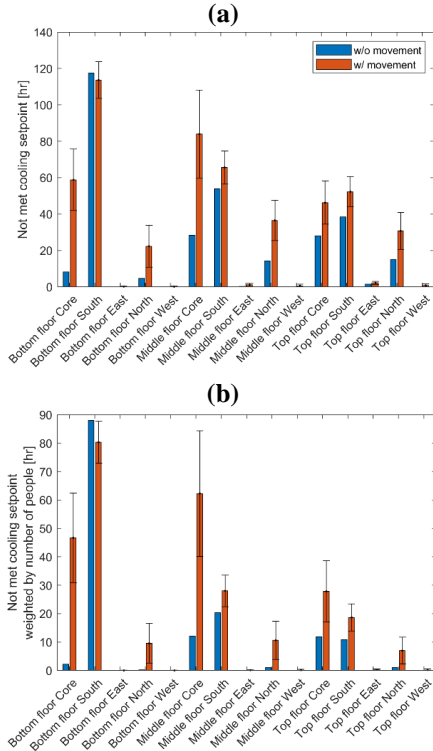 (a)
140
120
100
80
60
40
20
0
Not met cooling setpoint [hr]
w/o movement
w/ movement
Bottom floor Core
Bottom floor South
Bottom floor East
Bottom floor North
Bottom floor West
Middle floor Core
Middle floor South
Middle floor East
Middle floor North
Middle floor West
Top floor Core
Top floor South
Top floor East
Top floor North
Top floor West
(b)
90
80
70
60
50
40
30
20
10
0
Not met cooling setpoint
weighted by number of people [hr]
Bottom floor Core
Bottom floor South
Bottom floor East
Bottom floor North
Bottom floor West
Middle floor Core
Middle floor South
Middle floor East
Middle floor North
Middle floor West
Top floor Core
Top floor South
Top floor East
Top floor North
Top floor West